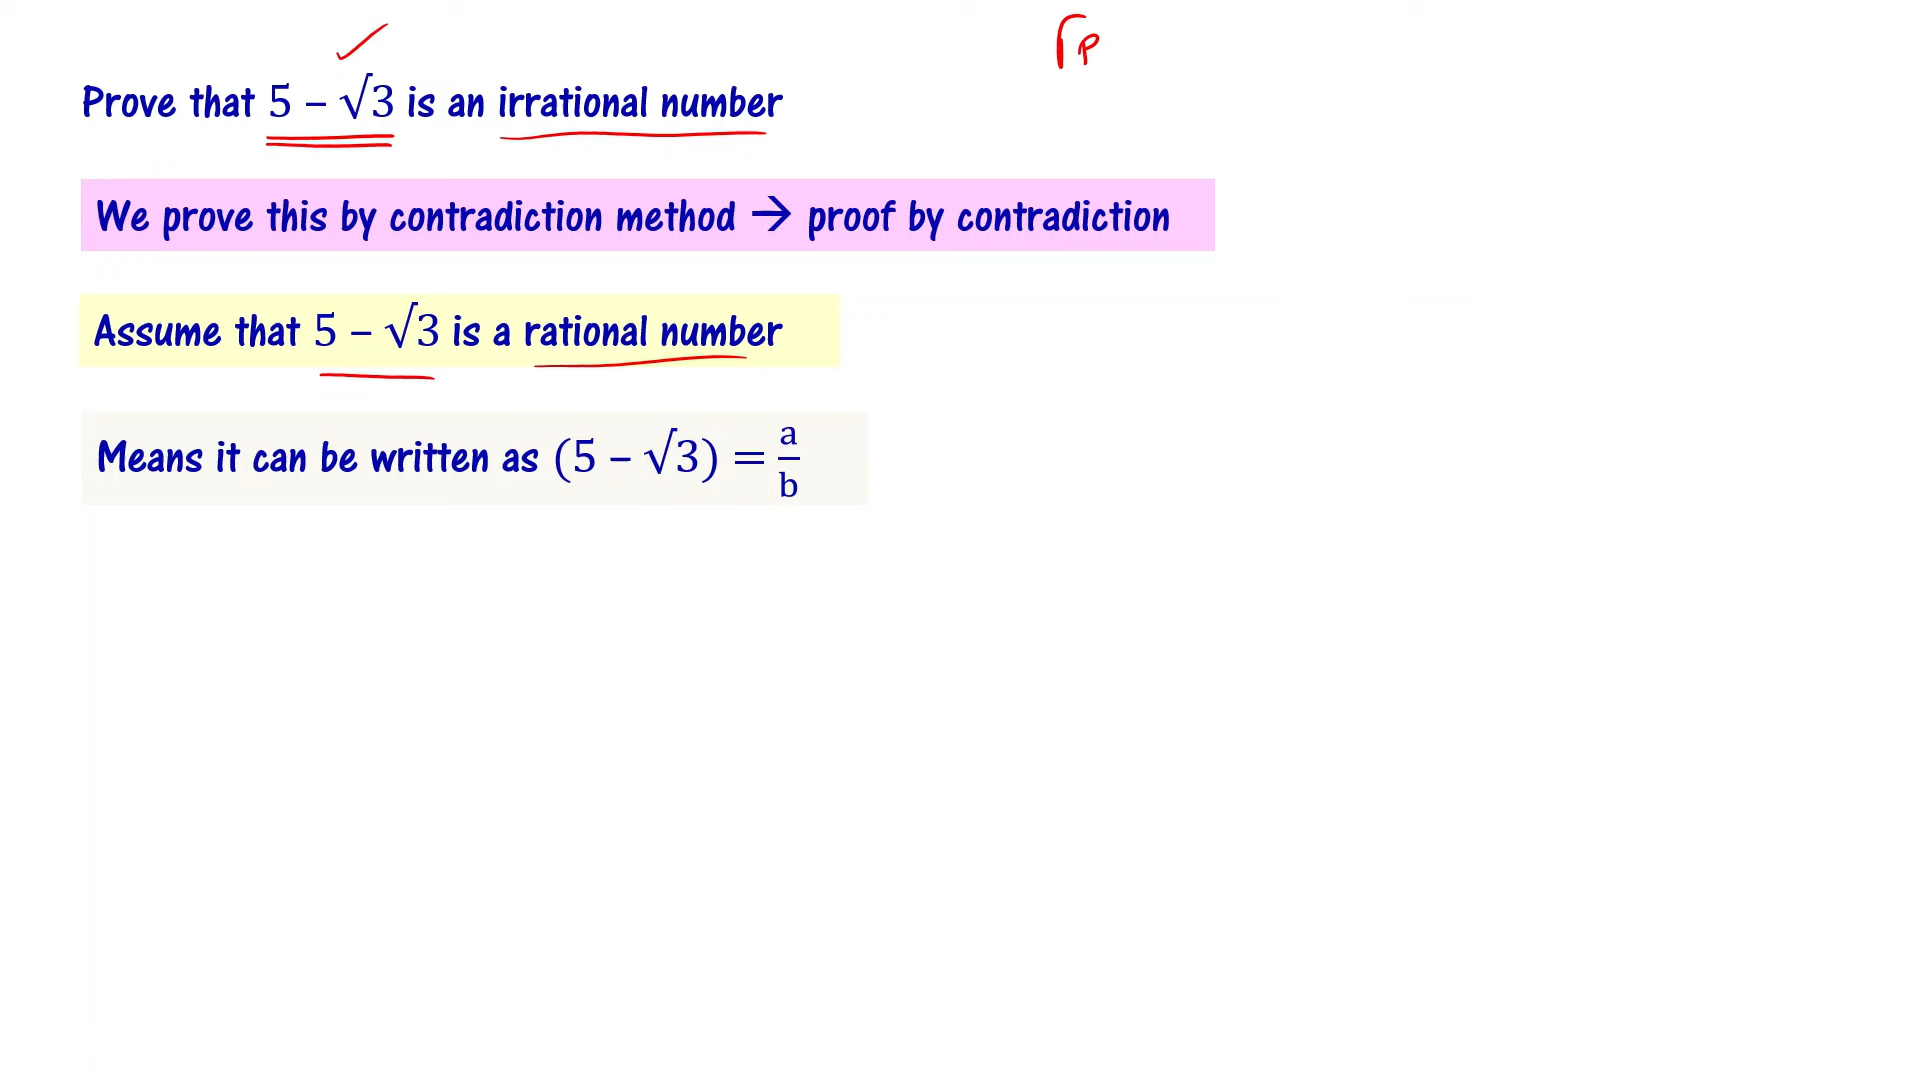 √p
Prove that 5 – √3 is an irrational number
We prove this by contradiction method → proof by contradiction
Assume that 5 – √3 is a rational number
Means it can be written as (5 – √3) = a/b